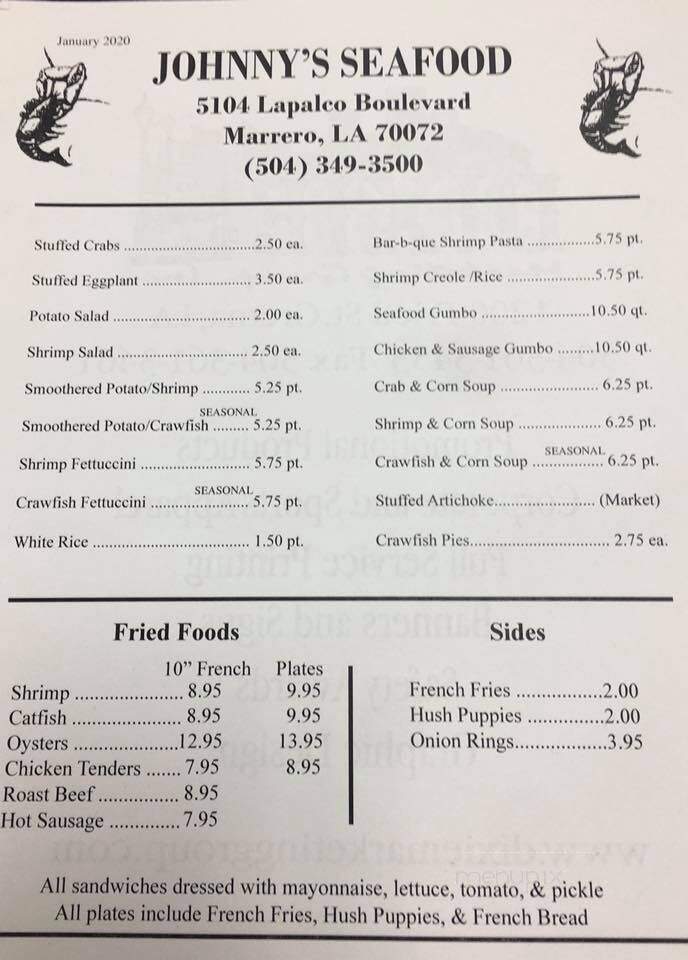 January 2020
JOHNNY'S SEAFOOD
5104 Lapalco Boulevard
Marrero, LA 70072
(504) 349-3500
Stuffed Crabs ................................2.50 ea.
Stuffed Eggplant ........................... 3.50 ea.
Potato Salad .................................. 2.00 ea.
Shrimp Salad ................................ 2.50 ea.
Smoothered Potato/Shrimp ............ 5.25 pt.
SEASONAL
Smoothered Potato/Crawfish ......... 5.25 pt.
Shrimp Fettuccini ........................... 5.75 pt.
SEASONAL
Crawfish Fettuccini ........................ 5.75 pt.
White Rice ....................................... 1.50 pt.
Bar-b-que Shrimp Pasta .................5.75 pt.
Shrimp Creole /Rice ......................5.75 pt.
Seafood Gumbo ...........................10.50 qt.
Chicken & Sausage Gumbo .........10.50 qt.
Crab & Corn Soup ........................ 6.25 pt.
Shrimp & Corn Soup .................... 6.25 pt.
SEASONAL
Crawfish & Corn Soup ................. 6.25 pt.
Stuffed Artichoke......................... (Market)
Crawfish Pies................................... 2.75 ea.
Fried Foods
10” French Plates
Shrimp ...................... 8.95 9.95
Catfish ...................... 8.95 9.95
Oysters .....................12.95 13.95
Chicken Tenders ....... 7.95 8.95
Roast Beef ................ 8.95
Hot Sausage ..............7.95
Sides
French Fries .................2.00
Hush Puppies ...............2.00
Onion Rings..................3.95
All sandwiches dressed with mayonnaise, lettuce, tomato, & pickle
All plates include French Fries, Hush Puppies, & French Bread
menupix